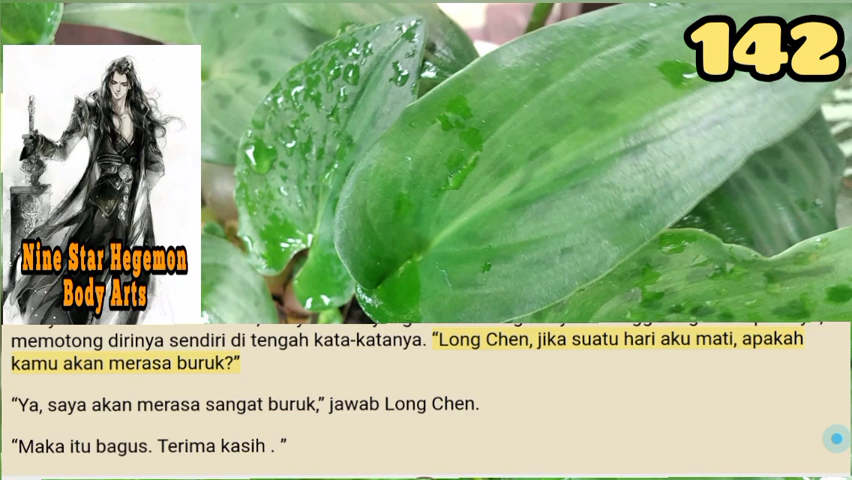 142
Nine Star Hegemon
Body Arts
memotong dirinya sendiri di tengah kata-katanya. “Long Chen, jika suatu hari aku mati, apakah
kamu akan merasa buruk?”
“Ya, saya akan merasa sangat buruk,” jawab Long Chen.
“Maka itu bagus. Terima kasih . ”